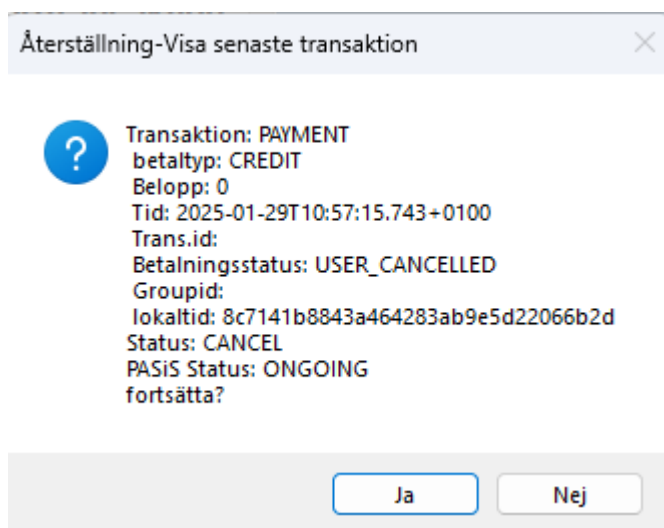 Återställning-Visa senaste transaktion
Transaktion: PAYMENT
betaltyp: CREDIT
Belopp: 0
Tid: 2025-01-29T10:57:15.743+0100
Trans.id:
Betalningsstatus: USER_CANCELLED
Groupid:
lokaltid: 8c7141b8843a464283ab9e5d22066b2d
Status: CANCEL
PASiS Status: ONGOING
fortsätta?
Ja
Nej